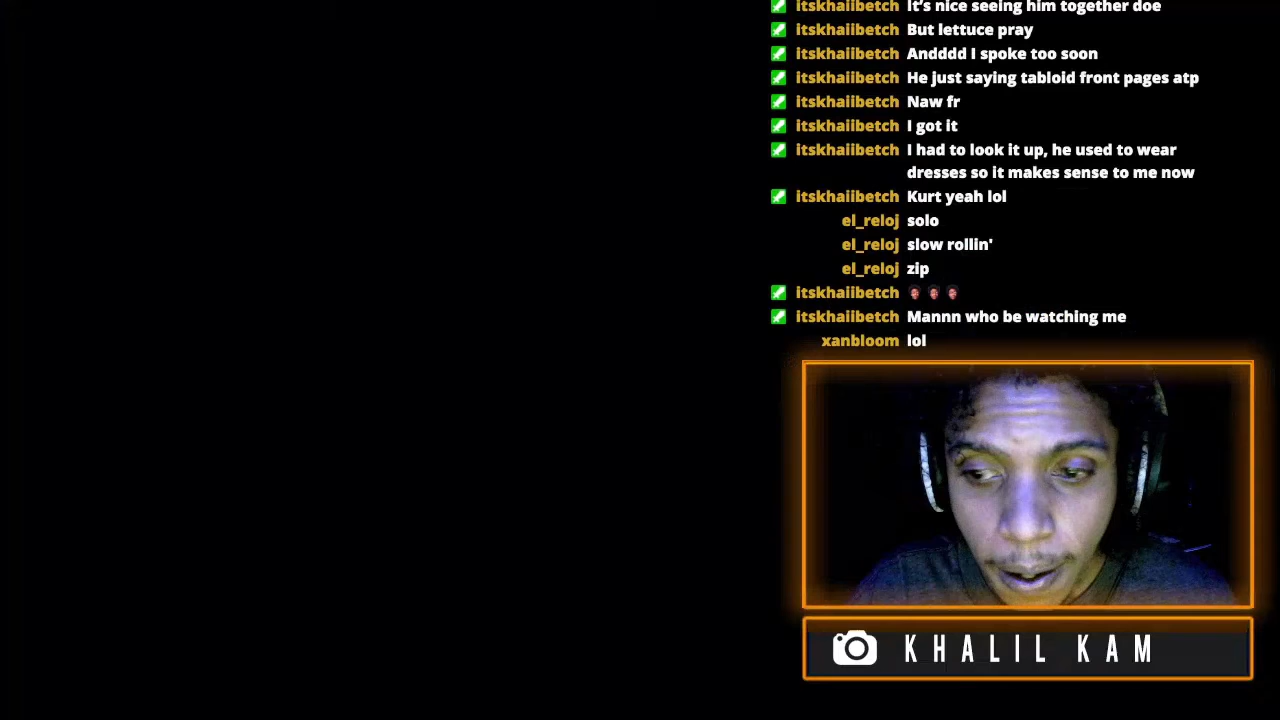 itskhaiibetch It’s nice seeing him together doe
itskhaiibetch But lettuce pray
itskhaiibetch Andddd I spoke too soon
itskhaiibetch He just saying tabloid front pages atp
itskhaiibetch Naw fr
itskhaiibetch I got it
itskhaiibetch I had to look it up, he used to wear
dresses so it makes sense to me now
itskhaiibetch Kurt yeah lol
el_reloj solo
el_reloj slow rollin'
el_reloj zip
itskhaiibetch
itskhaiibetch Mannn who be watching me
xanbloom lol
KHALIL KAM